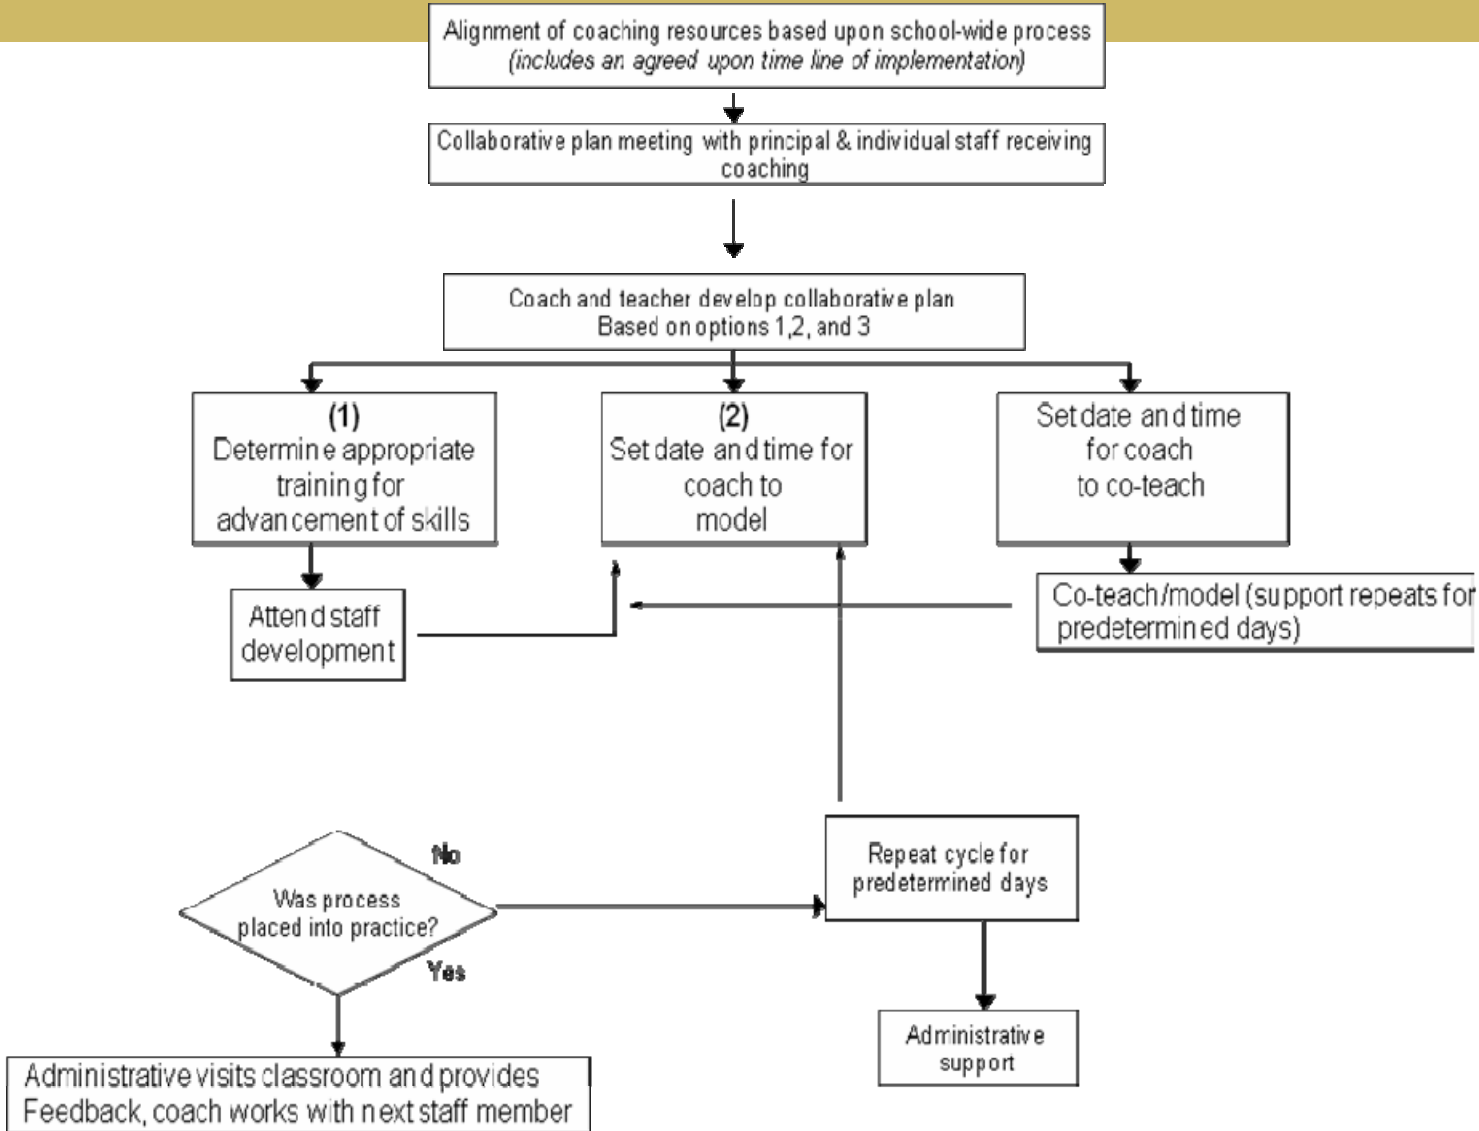 Alignment of coaching resources based upon school-wide process
(includes an agreed upon time line of implementation)
Collaborative plan meeting with principal & individual staff receiving
coaching
Coach and teacher develop collaborative plan
Based on options 1,2, and 3
(1)
Determine appropriate
training for
advancement of skills
(2)
Set date and time for
coach to
model
Set date and time
for coach
to co-teach
Attend staff
development
Co-teach/model (support repeats for
predetermined days)
No
Was process
placed into practice?
Yes
Repeat cycle for
predetermined days
Administrative
support
Administrative visits classroom and provides
Feedback, coach works with next staff member